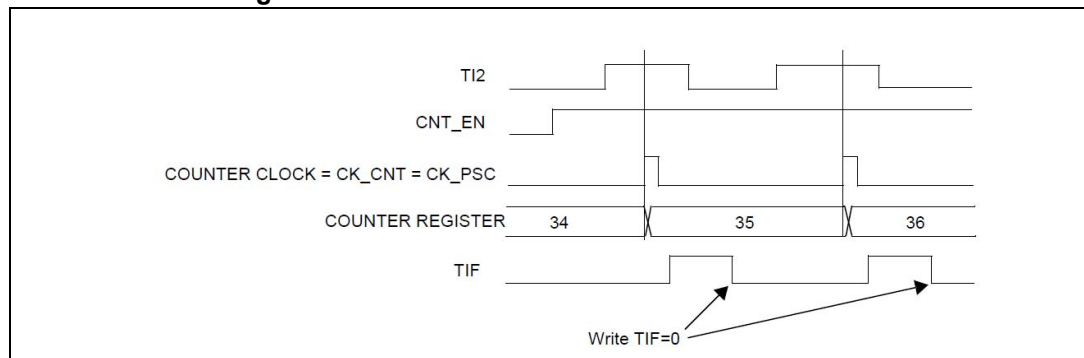 g
TI2
CNT_EN
COUNTER CLOCK = CK_CNT = CK_PSC
COUNTER REGISTER 34 35 36
TIF
Write TIF=0